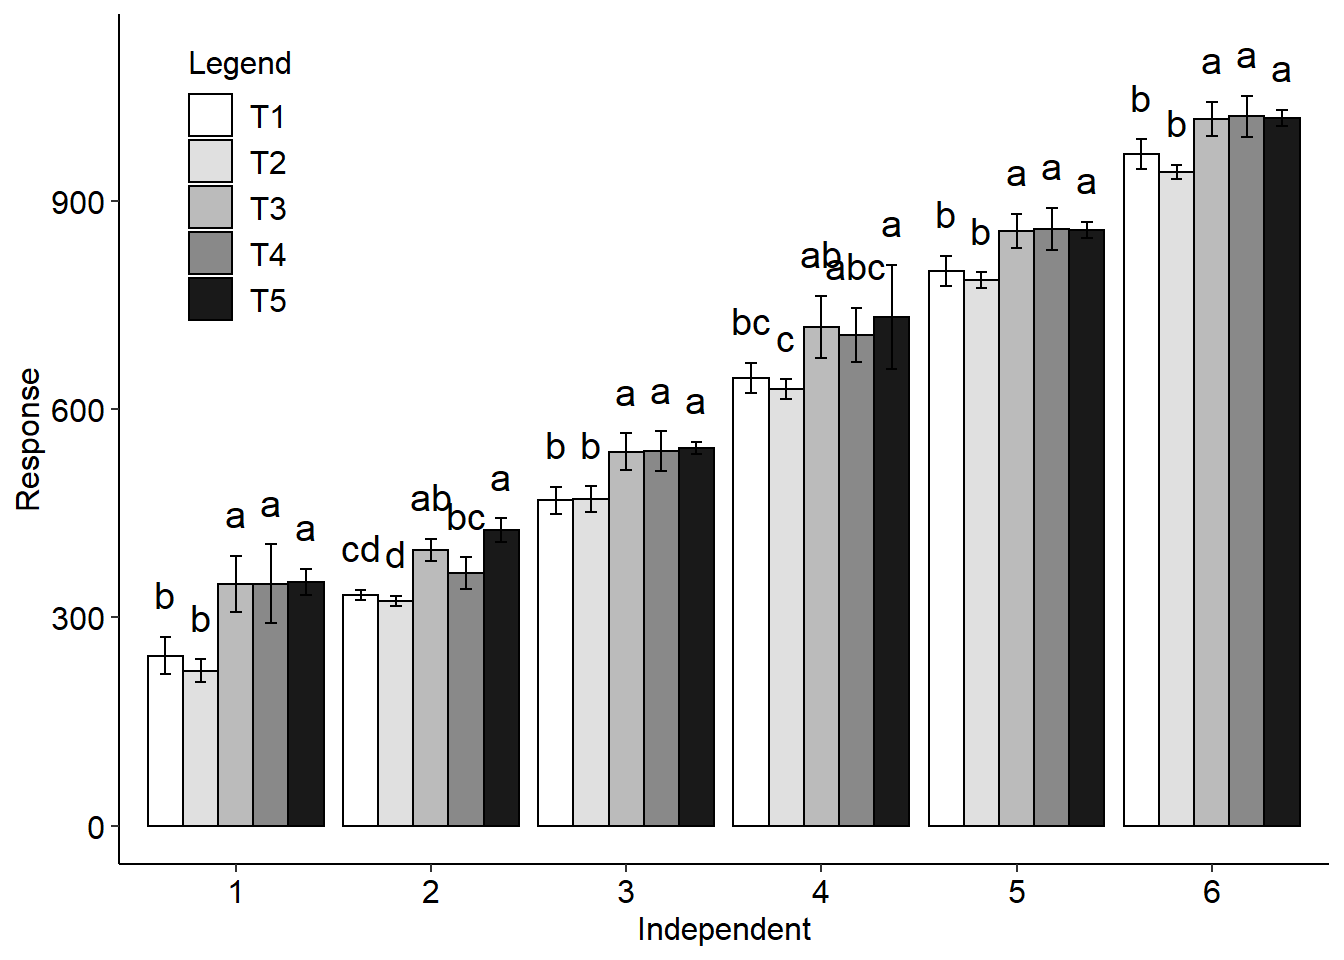 Legend
T1
T2
T3
T4
T5
Response
900
600
300
0
b b a a a
cd d ab bc a
b b a a a
bc c ab abc a
b b a a a
b b a a a
1 2 3 4 5 6
Independent